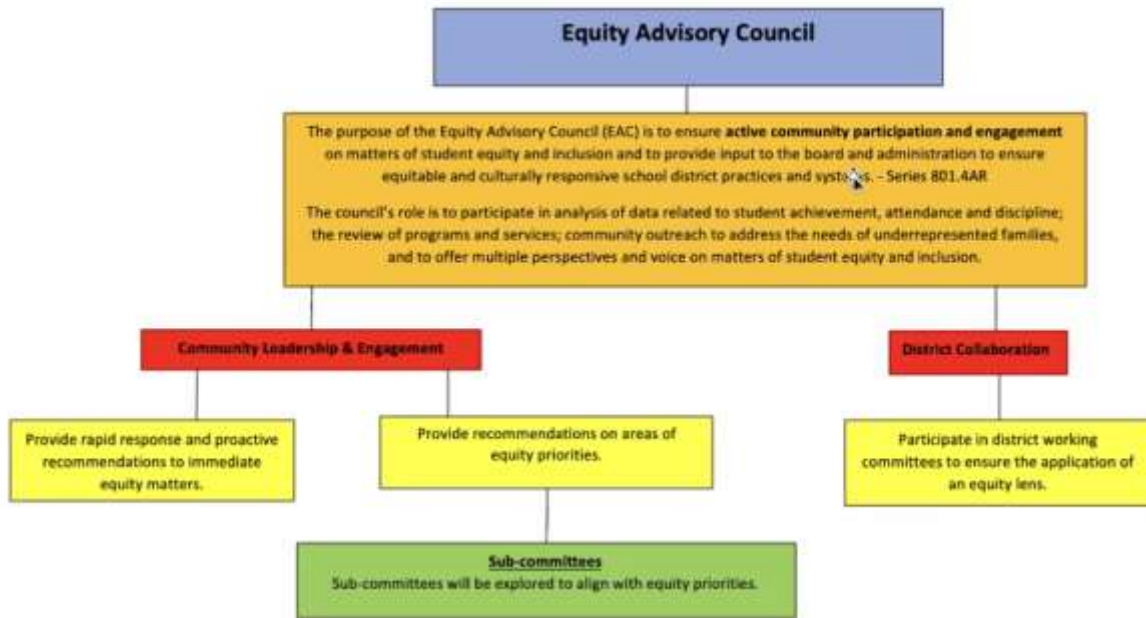 Equity Advisory Council
The purpose of the Equity Advisory Council (EAC) is to ensure active community participation and engagement
on matters of student equity and inclusion and to provide input to the board and administration to ensure
equitable and culturally responsive school district practices and systems. - Series 801.4AR
The council's role is to participate in analysis of data related to student achievement, attendance and discipline;
the review of programs and services; community outreach to address the needs of underrepresented families,
and to offer multiple perspectives and voice on matters of student equity and inclusion.
Community Leadership & Engagement
District Collaboration
Provide rapid response and proactive
recommendations to immediate
equity matters.
Provide recommendations on areas of
equity priorities.
Participate in district working
committees to ensure the application of
an equity lens.
Sub-committees
Sub-committees will be explored to align with equity priorities.